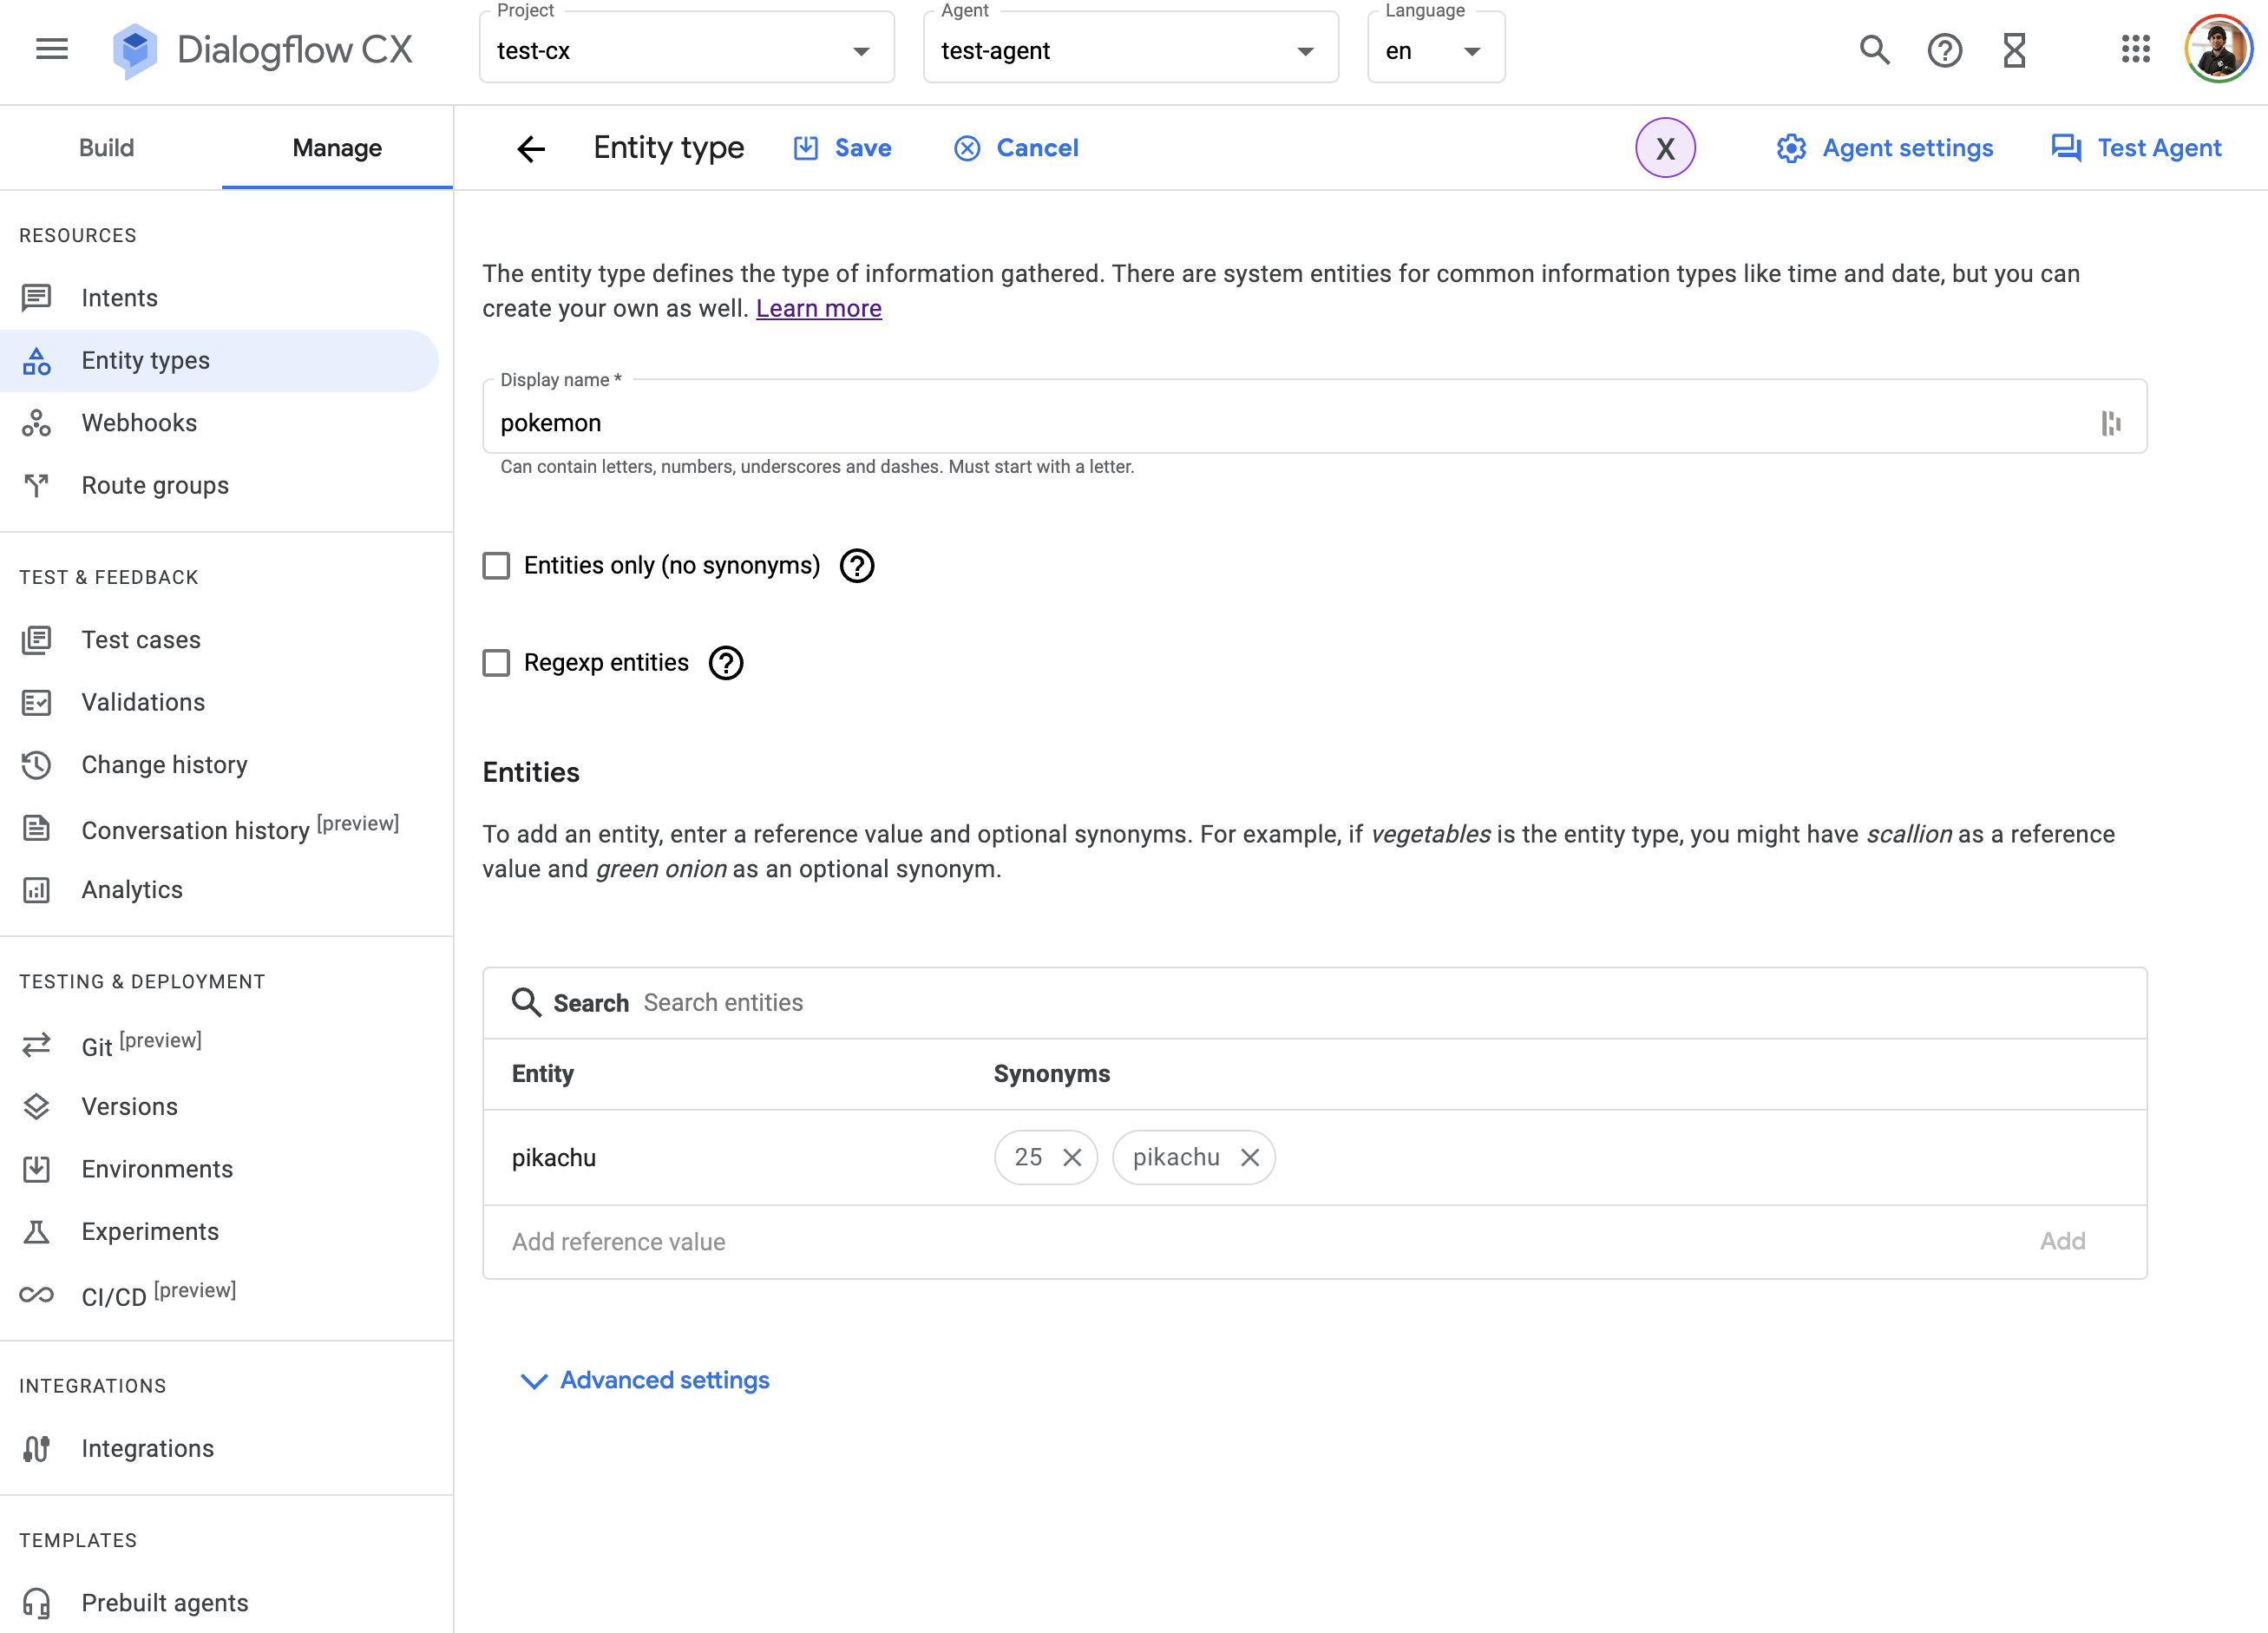 Dialogflow CX
Project
test-cx
Agent
test-agent
Language
en
Build
Manage
Entity type
Save
Cancel
X
Agent settings
Test Agent
RESOURCES
Intents
Entity types
Webhooks
Route groups
TEST & FEEDBACK
Test cases
Validations
Change history
Conversation history [preview]
Analytics
TESTING & DEPLOYMENT
Git [preview]
Versions
Environments
Experiments
CI/CD [preview]
INTEGRATIONS
Integrations
TEMPLATES
Prebuilt agents
The entity type defines the type of information gathered. There are system entities for common information types like time and date, but you can
create your own as well. Learn more
Display name *
pokemon
Can contain letters, numbers, underscores and dashes. Must start with a letter.
Entities only (no synonyms)
Regexp entities
Entities
To add an entity, enter a reference value and optional synonyms. For example, if vegetables is the entity type, you might have scallion as a reference
value and green onion as an optional synonym.
Search Search entities
Entity Synonyms
pikachu 25 pikachu
Add reference value Add
Advanced settings